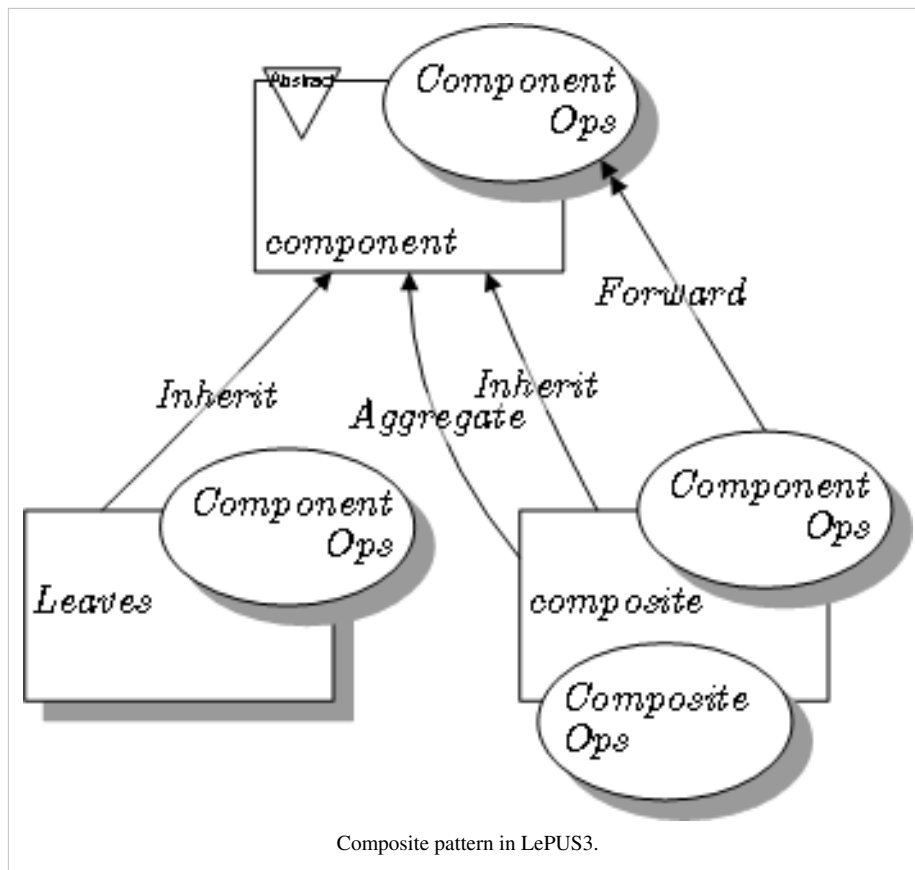 Abstract
Component
Ops
component
Forward
Inherit
Inherit
Aggregate
Component
Ops
Component
Ops
Leaves
composite
Composite
Ops
Composite pattern in LePUS3.